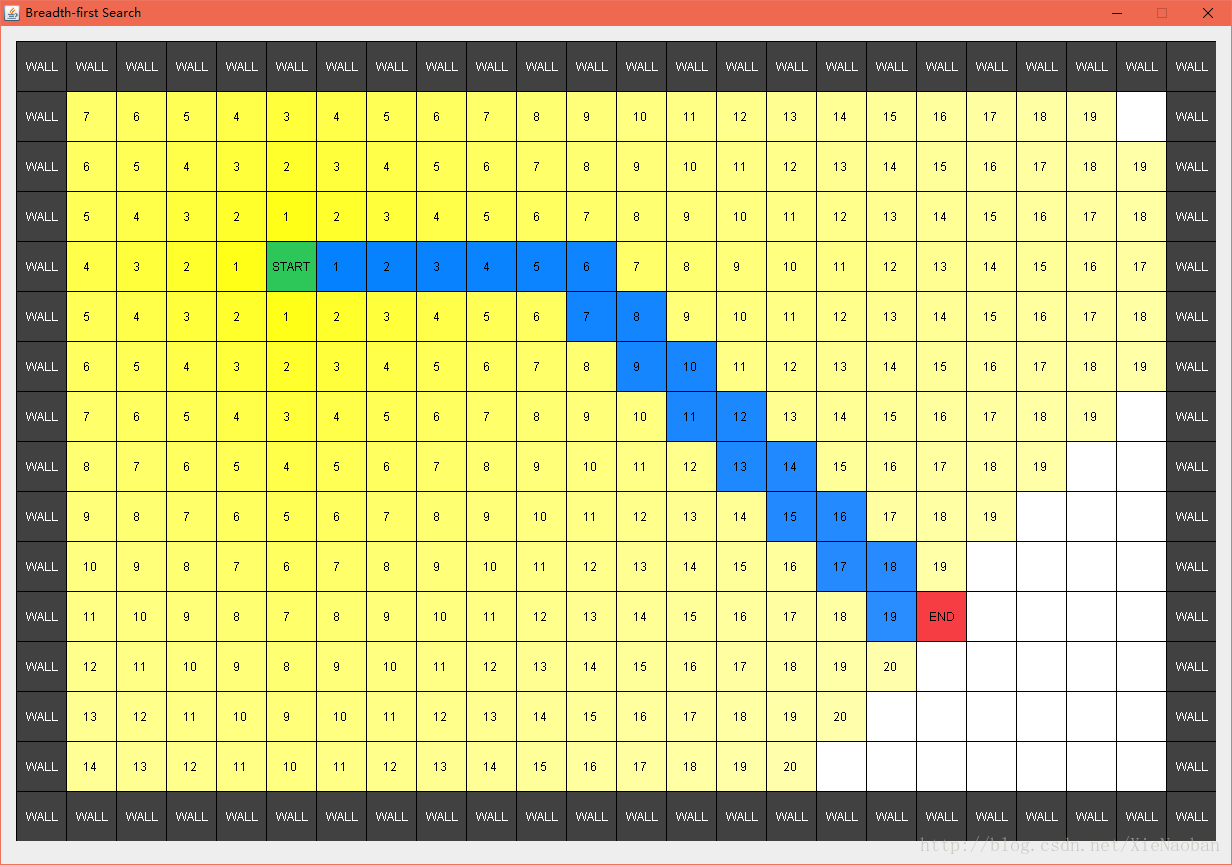 Breadth-first Search
WALL WALL WALL WALL WALL WALL WALL WALL WALL WALL WALL WALL WALL WALL WALL WALL WALL WALL WALL WALL WALL WALL WALL WALL
WALL 7 6 5 4 3 4 5 6 7 8 9 10 11 12 13 14 15 16 17 18 19 WALL
WALL 6 5 4 3 2 3 4 5 6 7 8 9 10 11 12 13 14 15 16 17 18 19 WALL
WALL 5 4 3 2 1 2 3 4 5 6 7 8 9 10 11 12 13 14 15 16 17 18 WALL
WALL 4 3 2 1 START 1 2 3 4 5 6 7 8 9 10 11 12 13 14 15 16 17 WALL
WALL 5 4 3 2 1 2 3 4 5 6 7 8 9 10 11 12 13 14 15 16 17 18 WALL
WALL 6 5 4 3 2 3 4 5 6 7 8 9 10 11 12 13 14 15 16 17 18 19 WALL
WALL 7 6 5 4 3 4 5 6 7 8 9 10 11 12 13 14 15 16 17 18 19 WALL
WALL 8 7 6 5 4 5 6 7 8 9 10 11 12 13 14 15 16 17 18 19 WALL
WALL 9 8 7 6 5 6 7 8 9 10 11 12 13 14 15 16 17 18 19 WALL
WALL 10 9 8 7 6 7 8 9 10 11 12 13 14 15 16 17 18 19 WALL
WALL 11 10 9 8 7 8 9 10 11 12 13 14 15 16 17 18 19 END WALL
WALL 12 11 10 9 8 9 10 11 12 13 14 15 16 17 18 19 20 WALL
WALL 13 12 11 10 9 10 11 12 13 14 15 16 17 18 19 20 WALL
WALL 14 13 12 11 10 11 12 13 14 15 16 17 18 19 20 WALL
WALL WALL WALL WALL WALL WALL WALL WALL WALL WALL WALL WALL WALL WALL WALL WALL WALL WALL WALL WALL WALL WALL WALL WALL
http://blog.csdn.net/XieNaoban